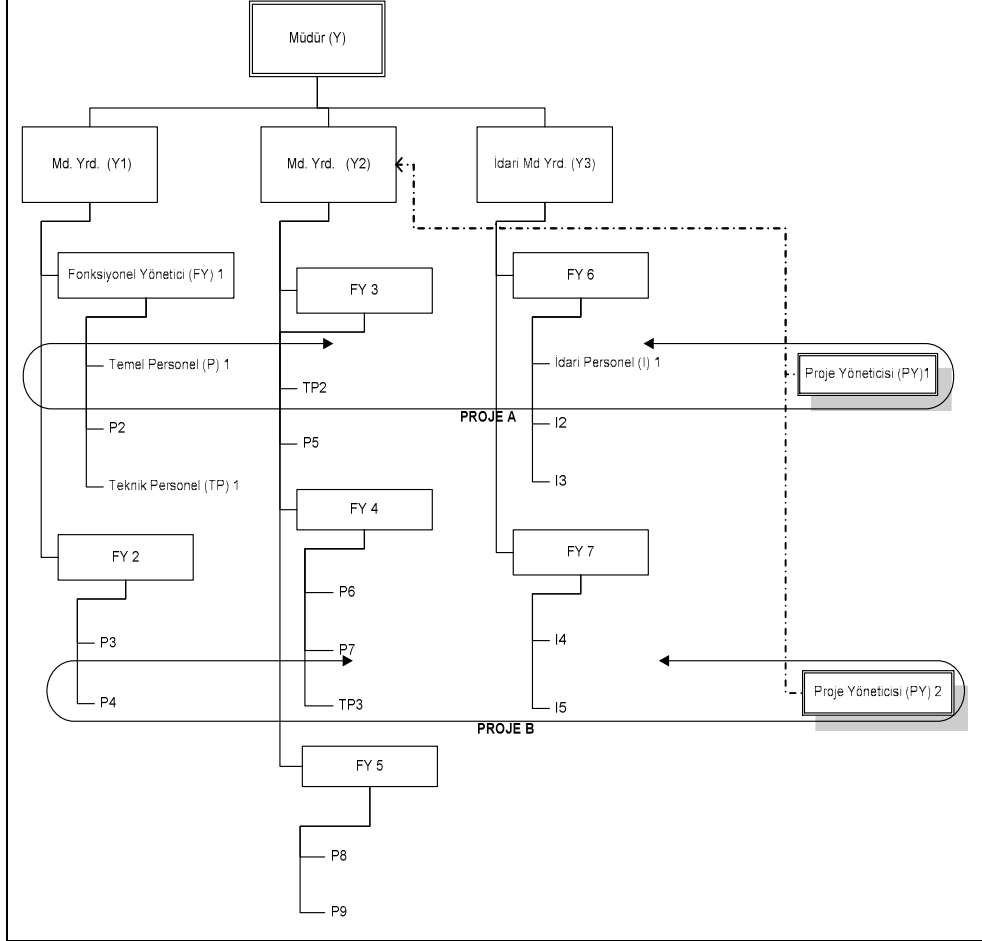 Müdür (Y)
Md. Yrd. (Y1)
Md. Yrd. (Y2)
İdari Md Yrd. (Y3)
Fonksiyonel Yönetici (FY) 1
FY 3
FY 6
Temel Personel (P) 1
İdari Personel (I) 1
Proje Yöneticisi (PY)1
TP2
PROJE A
P2
P5
I2
Teknik Personel (TP) 1
I3
FY 4
FY 2
FY 7
P6
P3
P7
I4
P4
TP3
I5
Proje Yöneticisi (PY) 2
PROJE B
FY 5
P8
P9